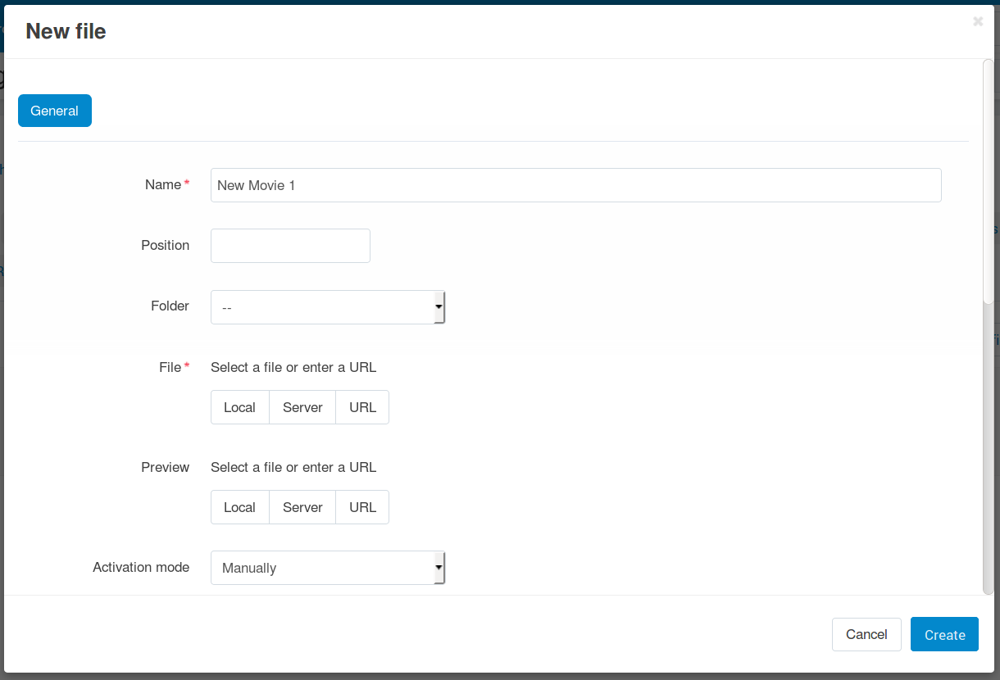 New file
General
Name *
New Movie 1
Position
Folder
--
File *
Select a file or enter a URL
Local Server URL
Preview
Select a file or enter a URL
Local Server URL
Activation mode
Manually
Cancel Create